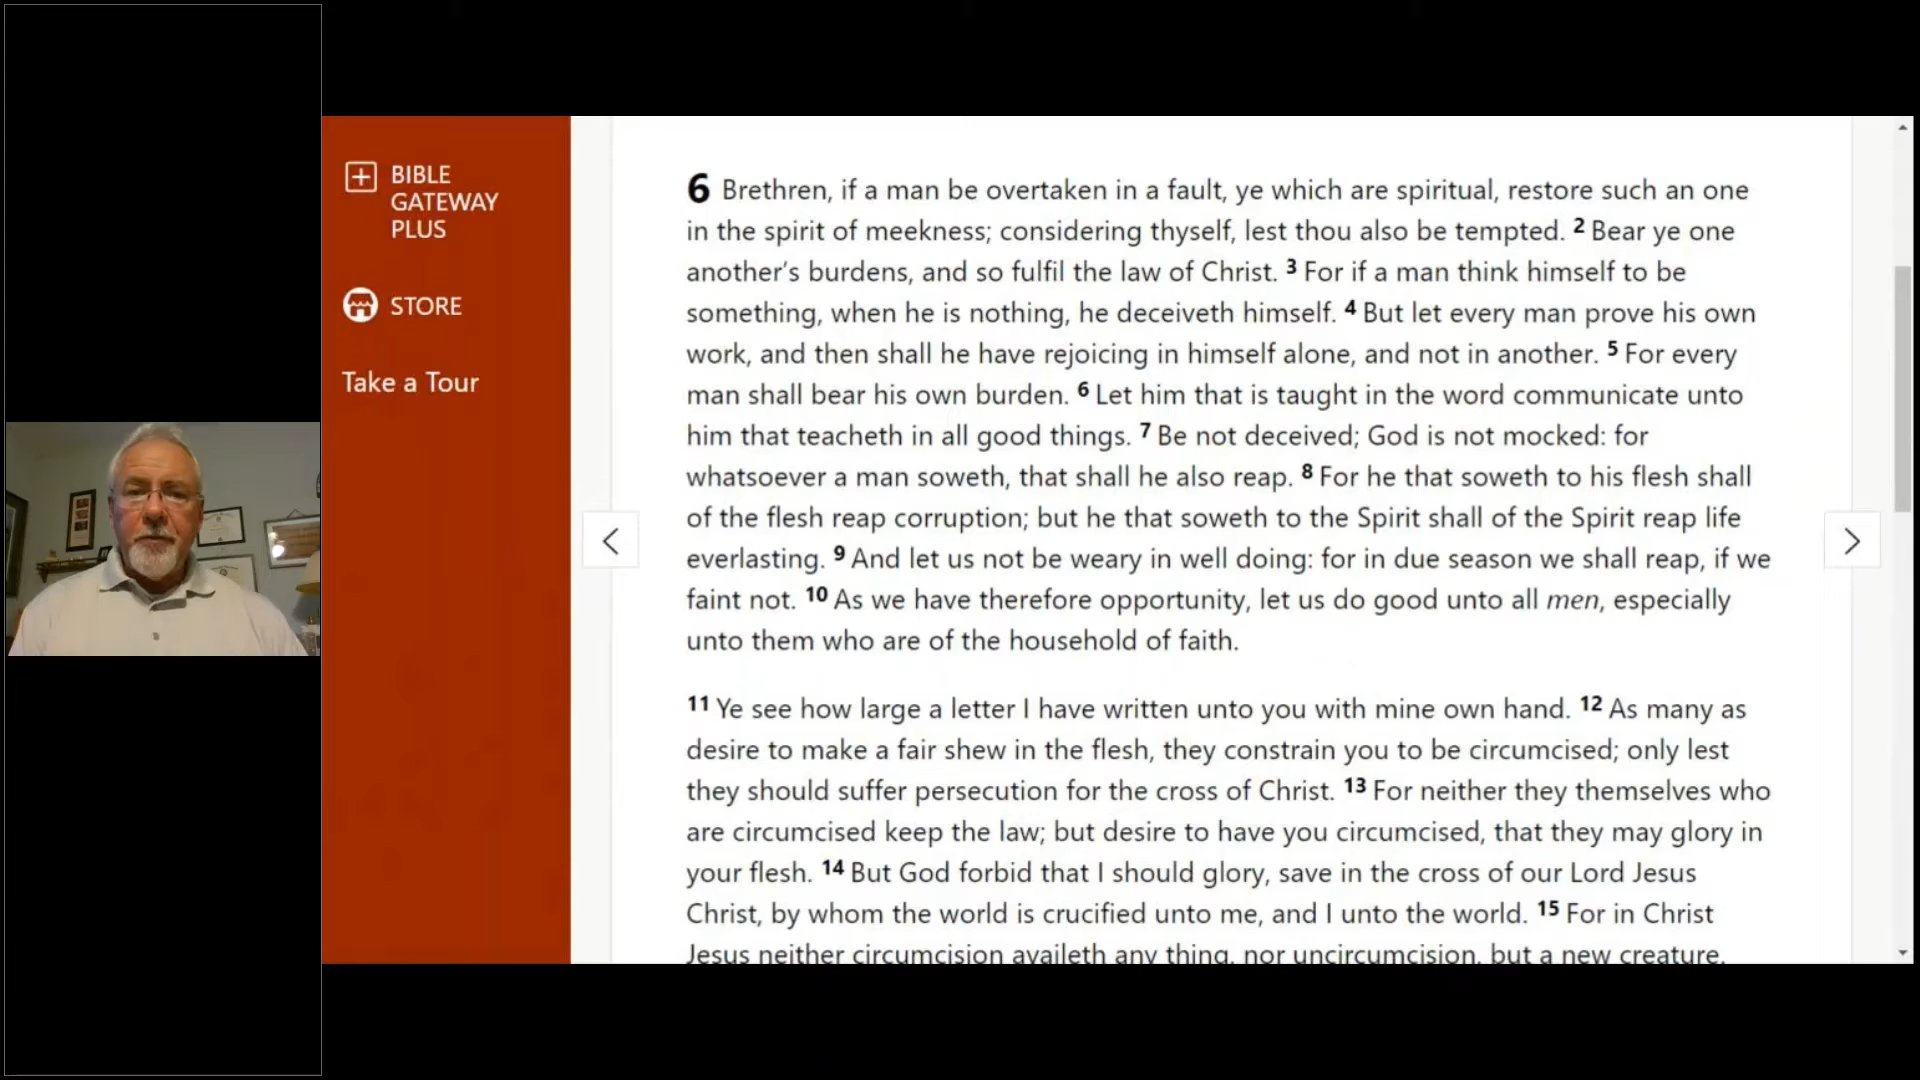 BIBLE
GATEWAY
PLUS
STORE
Take a Tour
6 Brethren, if a man be overtaken in a fault, ye which are spiritual, restore such an one
in the spirit of meekness; considering thyself, lest thou also be tempted. 2 Bear ye one
another's burdens, and so fulfil the law of Christ. 3 For if a man think himself to be
something, when he is nothing, he deceiveth himself. 4 But let every man prove his own
work, and then shall he have rejoicing in himself alone, and not in another. 5 For every
man shall bear his own burden. 6 Let him that is taught in the word communicate unto
him that teacheth in all good things. 7 Be not deceived; God is not mocked: for
whatsoever a man soweth, that shall he also reap. 8 For he that soweth to his flesh shall
of the flesh reap corruption; but he that soweth to the Spirit shall of the Spirit reap life
everlasting. 9 And let us not be weary in well doing: for in due season we shall reap, if we
faint not. 10 As we have therefore opportunity, let us do good unto all men, especially
unto them who are of the household of faith.
11 Ye see how large a letter I have written unto you with mine own hand. 12 As many as
desire to make a fair shew in the flesh, they constrain you to be circumcised; only lest
they should suffer persecution for the cross of Christ. 13 For neither they themselves who
are circumcised keep the law; but desire to have you circumcised, that they may glory in
your flesh. 14 But God forbid that I should glory, save in the cross of our Lord Jesus
Christ, by whom the world is crucified unto me, and I unto the world. 15 For in Christ
Jesus neither circumcision availeth any thing, nor uncircumcision, but a new creature.